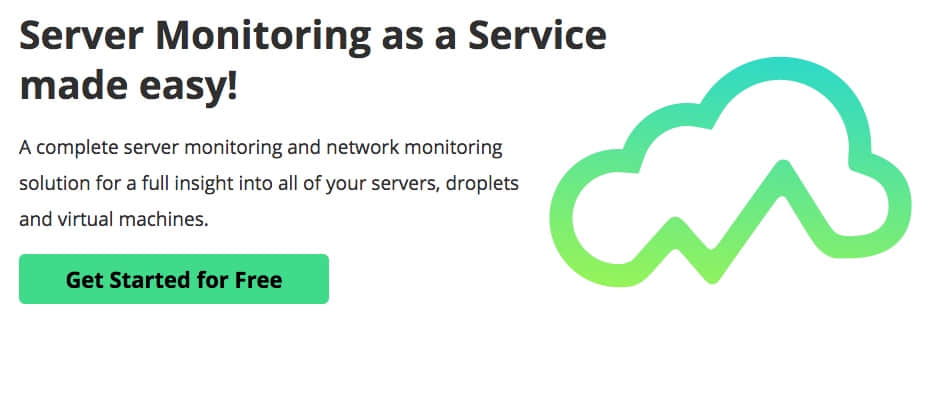 Server Monitoring as a Service
made easy!
A complete server monitoring and network monitoring
solution for a full insight into all of your servers, droplets
and virtual machines.
Get Started for Free